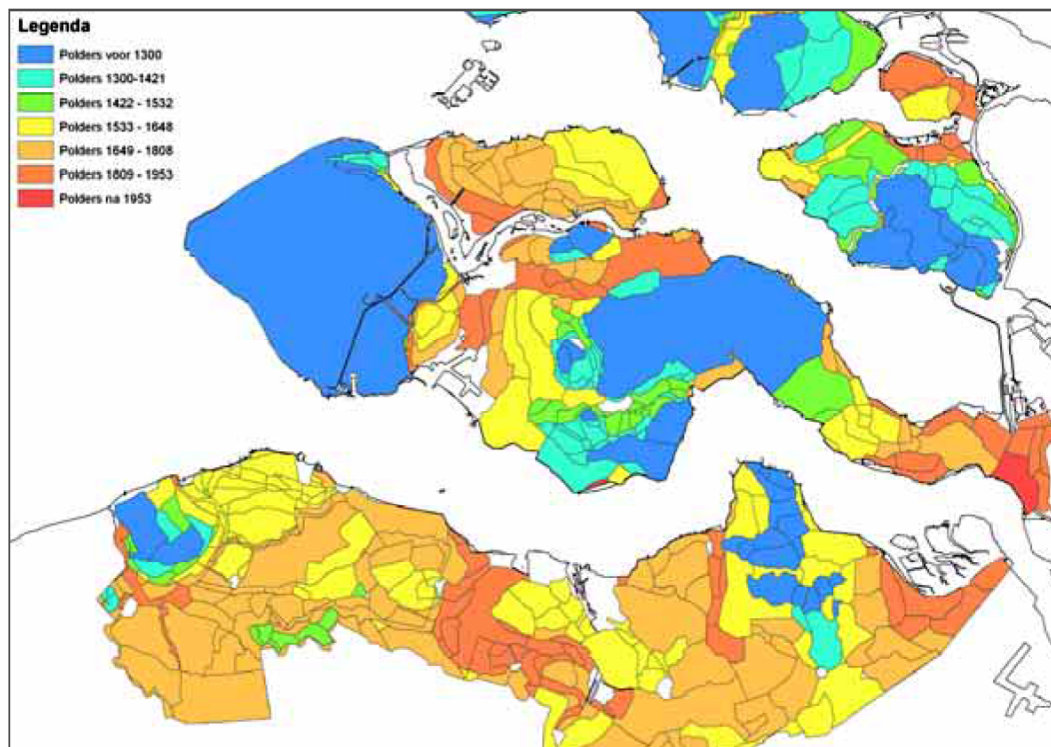 Legenda
Polders voor 1300
Polders 1300-1421
Polders 1422 - 1532
Polders 1533 - 1648
Polders 1649 - 1808
Polders 1809 - 1953
Polders na 1953